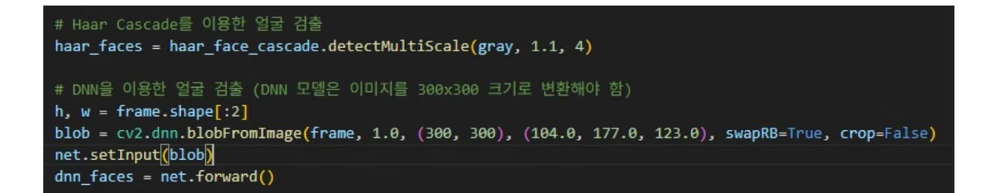 # Haar Cascade를 이용한 얼굴 검출
haar_faces = haar_face_cascade.detectMultiScale(gray, 1.1, 4)
# DNN을 이용한 얼굴 검출 (DNN 모델은 이미지를 300x300 크기로 변환해야 함)
h, w = frame.shape[:2]
blob = cv2.dnn.blobFromImage(frame, 1.0, (300, 300), (104.0, 177.0, 123.0), swapRB=True, crop=False)
net.setInput(blob)
dnn_faces = net.forward()